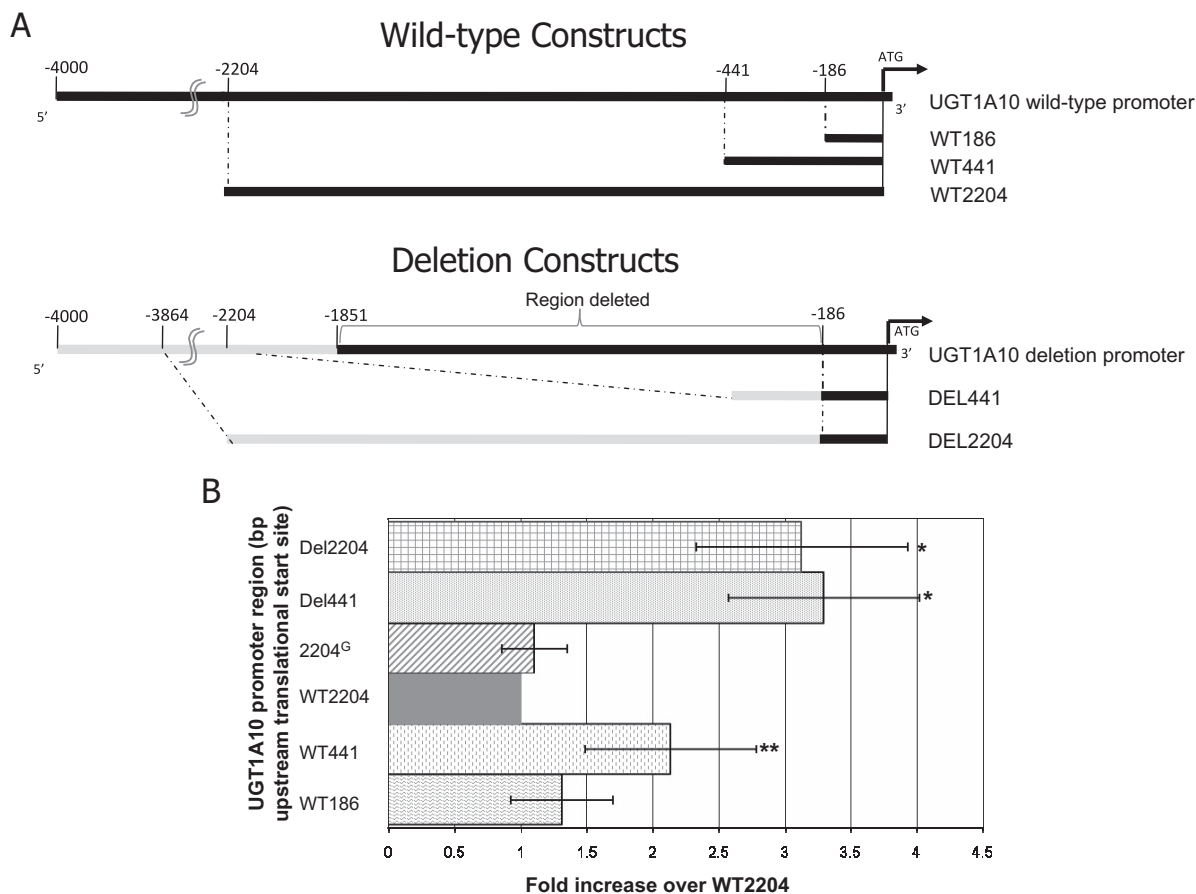 A
Wild-type Constructs
-4000
-2204
-441
-186
ATG
5'
3'
UGT1A10 wild-type promoter
WT186
WT441
WT2204
Deletion Constructs
Region deleted
-4000
-3864
-2204
-1851
-186
ATG
5'
3'
UGT1A10 deletion promoter
DEL441
DEL2204
B
UGT1A10 promoter region (bp
upstream translational start site)
Del2204
*
Del441
*
2204ᴳ
WT2204
WT441
**
WT186
0 0.5 1 1.5 2 2.5 3 3.5 4 4.5
Fold increase over WT2204